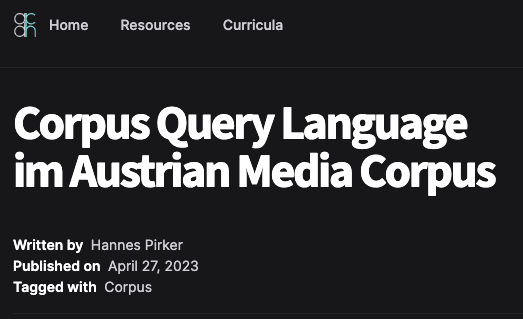 acdh
Home Resources Curricula
Corpus Query Language
im Austrian Media Corpus
Written by Hannes Pirker
Published on April 27, 2023
Tagged with Corpus